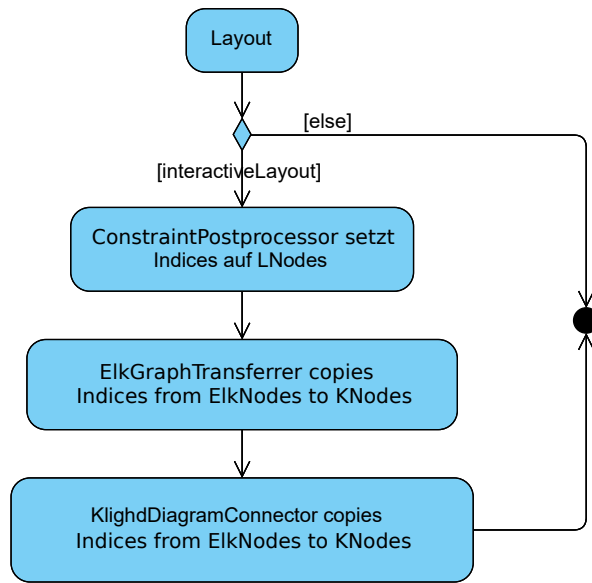 Layout
[else]
[interactiveLayout]
ConstraintPostprocessor setzt
Indices auf LNodes
ElkGraphTransferrer copies
Indices from ElkNodes to KNodes
KlighdDiagramConnector copies
Indices from ElkNodes to KNodes